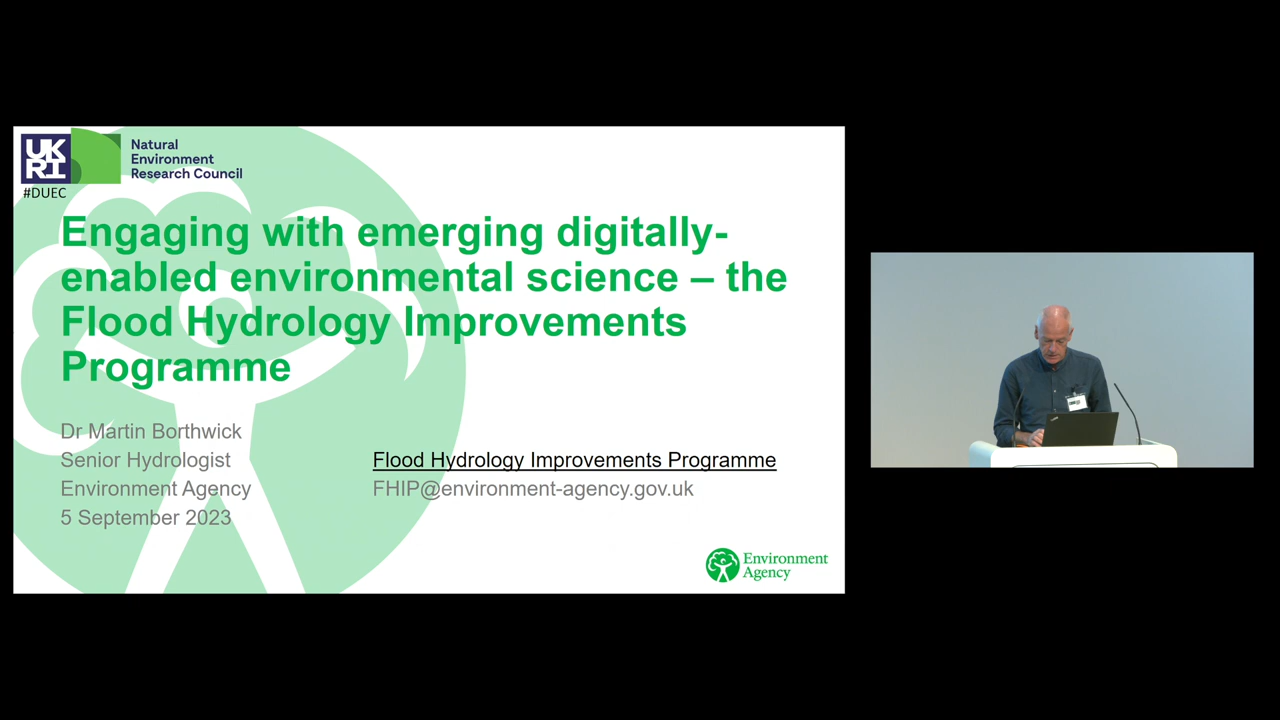 UK
RI
Natural
Environment
Research Council
#DUEC
Engaging with emerging digitally-
enabled environmental science – the
Flood Hydrology Improvements
Programme
Dr Martin Borthwick
Senior Hydrologist
Environment Agency
5 September 2023
Flood Hydrology Improvements Programme
FHIP@environment-agency.gov.uk
Environment
Agency